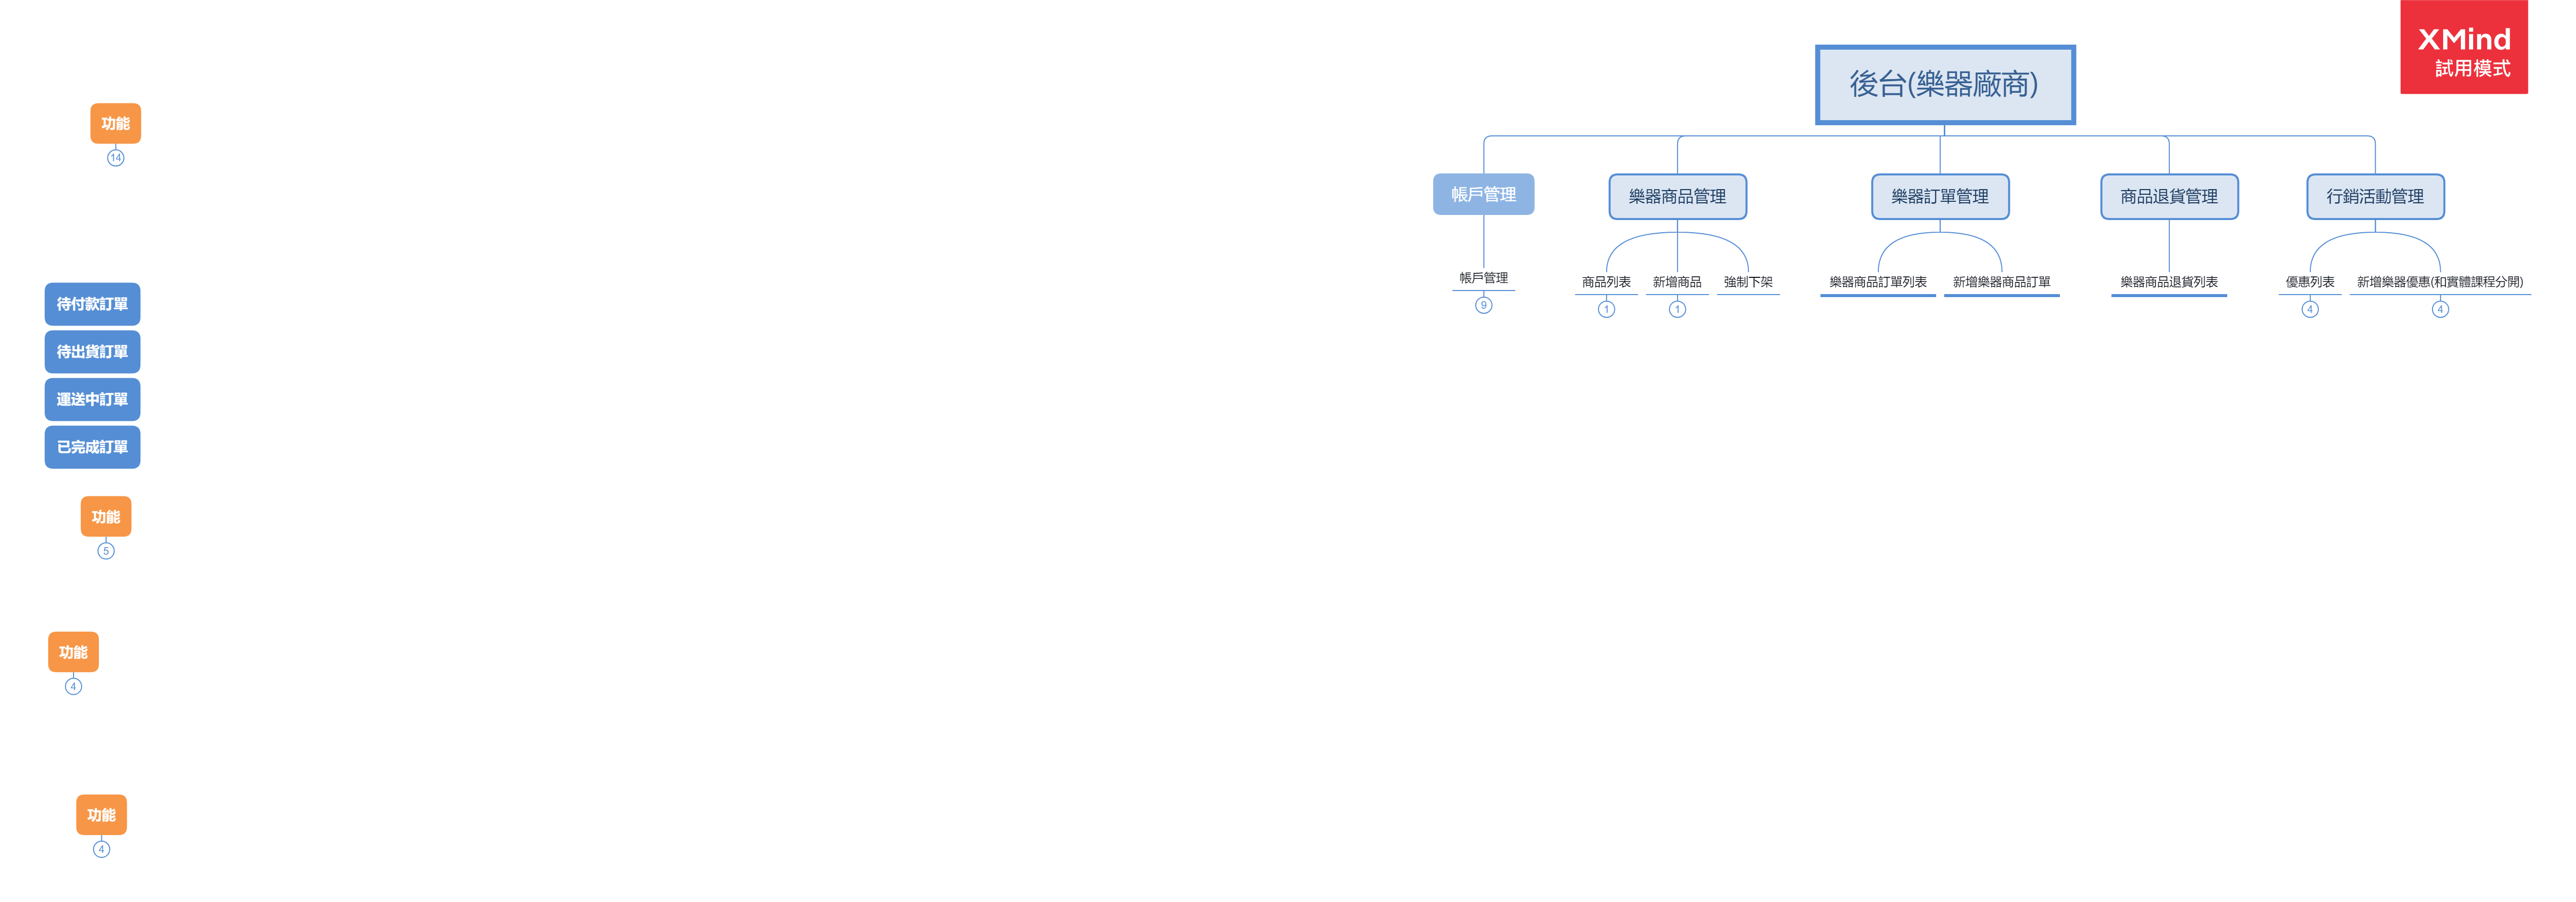 XMind
試用模式
後台(樂器廠商)
帳戶管理
樂器商品管理
樂器訂單管理
商品退貨管理
行銷活動管理
帳戶管理
9
商品列表
1
新增商品
1
強制下架
樂器商品訂單列表
新增樂器商品訂單
樂器商品退貨列表
優惠列表
4
新增樂器優惠(和實體課程分開)
4
功能
14
待付款訂單
待出貨訂單
運送中訂單
已完成訂單
功能
5
功能
4
功能
4